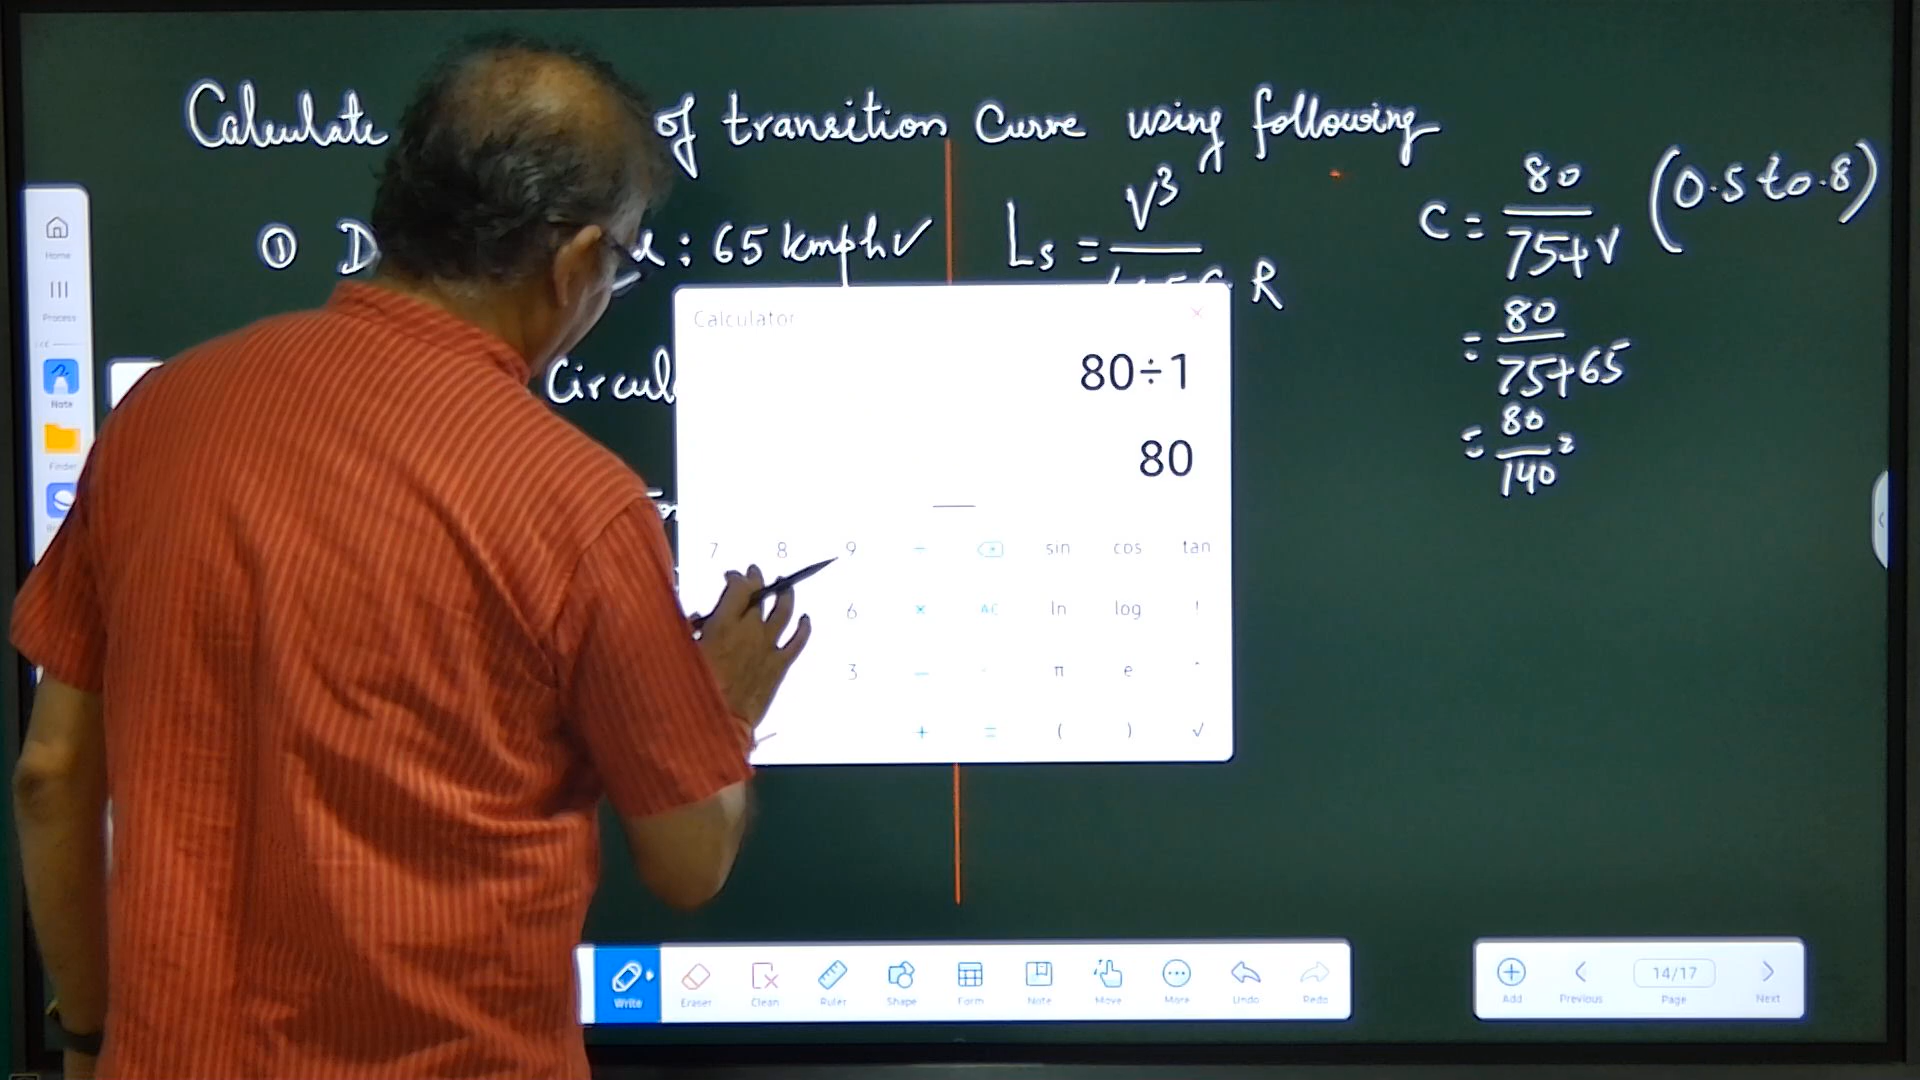 Calculate of transition Curve using following
① D : 65 kmph ✓
Ls = V³
R
C = 80 / 75+V (0.5 to .8)
= 80 / 75+65
= 80 / 140 =
Circul
Calculator
80÷1
80
7 8 9 sin cos tan
6 × AC ln log !
3 − π e ^
+ = ( ) √
Home
Process
Note
Finder
Write Eraser Clean Ruler Shape Form Note Move More Undo Redo
Add Previous 14/17 Page Next